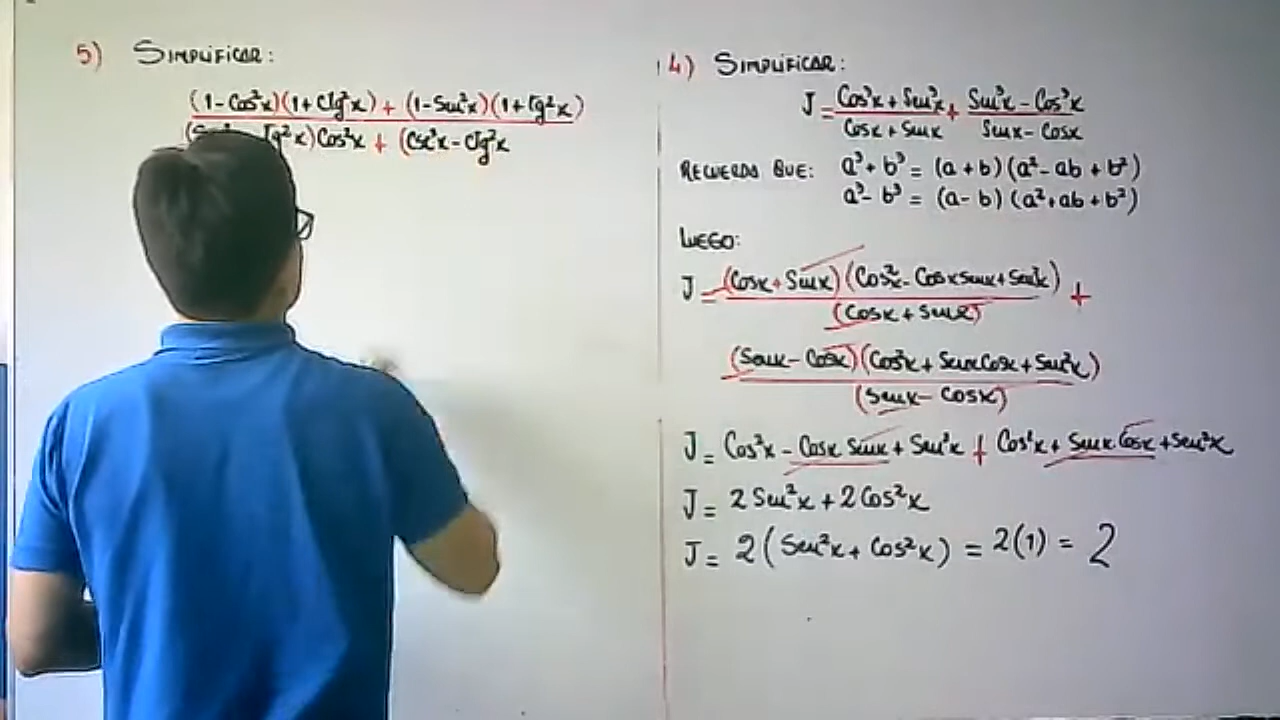 5) Simplificar:
(1-Cos²x)(1+Ctg²x) + (1-Sen²x)(1+Tg²x)
Tg²x)Cos²x + (Csc²x-Ctg²x
4) Simplificar:
J = Cos³x + Sen³x + Sen³x - Cos³x
Cosx + Senx Senx - Cosx
Recuerda que: a³+b³ = (a+b)(a²-ab+b²)
a³-b³ = (a-b)(a²+ab+b²)
Luego:
J = (Cosx+Senx)(Cos²x-CosxSenx+Sen²x) +
(Cosx+Senx)
(Senx-Cosx)(Cos²x+SenxCosx+Sen²x)
(Senx-Cosx)
J = Cos²x - Cosx Senx + Sen²x + Cos²x + Senx Cosx + Sen²x
J = 2Sen²x + 2Cos²x
J = 2(Sen²x + Cos²x) = 2(1) = 2